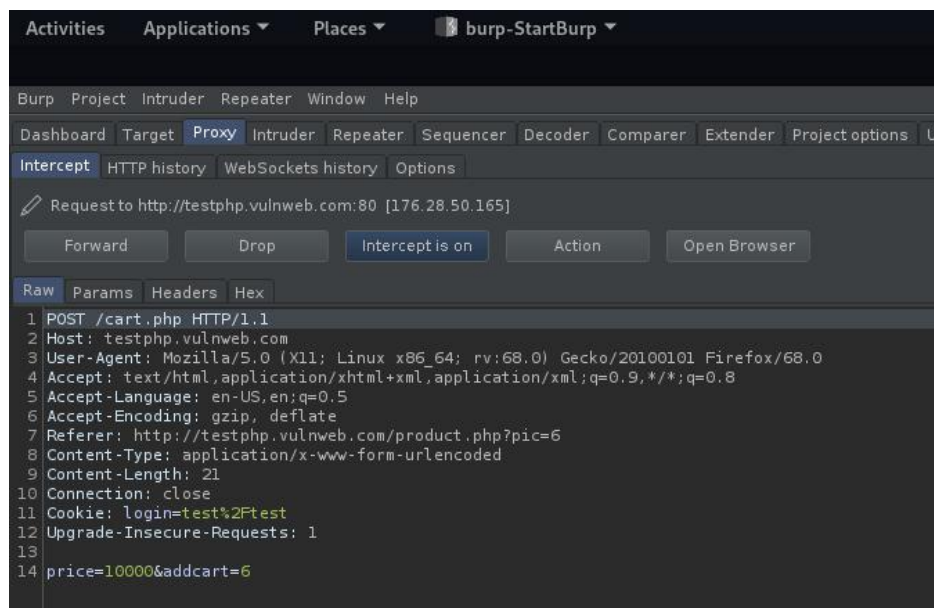 Activities Applications Places burp-StartBurp
Burp Project Intruder Repeater Window Help
Dashboard Target Proxy Intruder Repeater Sequencer Decoder Comparer Extender Project options U
Intercept HTTP history WebSockets history Options
Request to http://testphp.vulnweb.com:80 [176.28.50.165]
Forward Drop Intercept is on Action Open Browser
Raw Params Headers Hex
1 POST /cart.php HTTP/1.1
2 Host: testphp.vulnweb.com
3 User-Agent: Mozilla/5.0 (X11; Linux x86_64; rv:68.0) Gecko/20100101 Firefox/68.0
4 Accept: text/html,application/xhtml+xml,application/xml;q=0.9,*/*;q=0.8
5 Accept-Language: en-US,en;q=0.5
6 Accept-Encoding: gzip, deflate
7 Referer: http://testphp.vulnweb.com/product.php?pic=6
8 Content-Type: application/x-www-form-urlencoded
9 Content-Length: 21
10 Connection: close
11 Cookie: login=test%2Ftest
12 Upgrade-Insecure-Requests: 1
13
14 price=10000&addcart=6